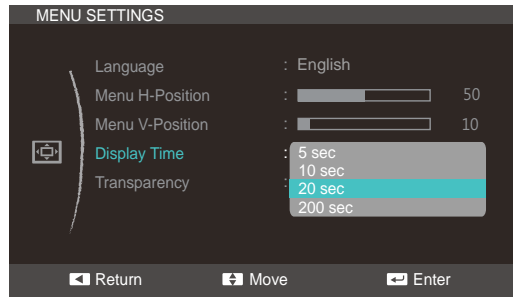 MENU SETTINGS
Language : English
Menu H-Position : 50
Menu V-Position : 10
Display Time : 5 sec
10 sec
Transparency : 20 sec
200 sec
Return Move Enter